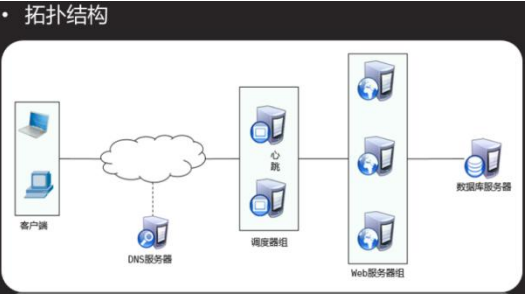 • 拓扑结构
心
跳
客户端
DNS服务器
调度器组
Web服务器组
数据库服务器